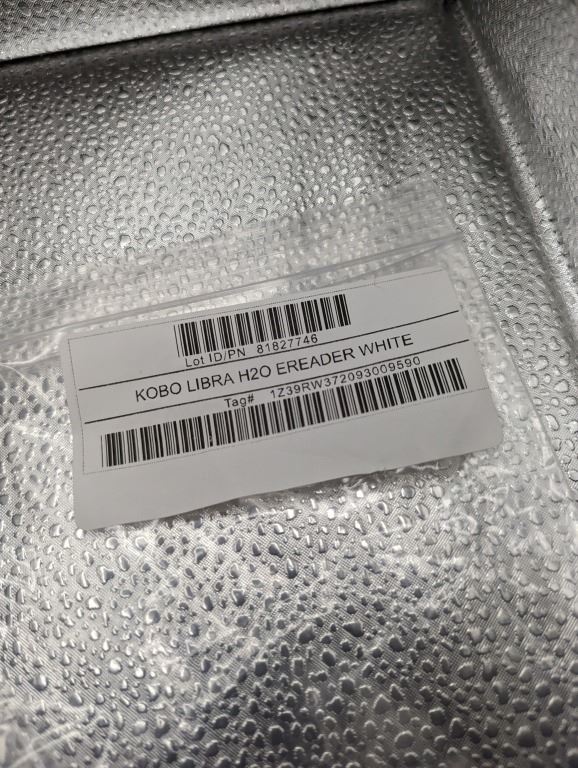 Lot ID/PN 81827746
KOBO LIBRA H2O EREADER WHITE
Tag# 1Z39RW372093009590